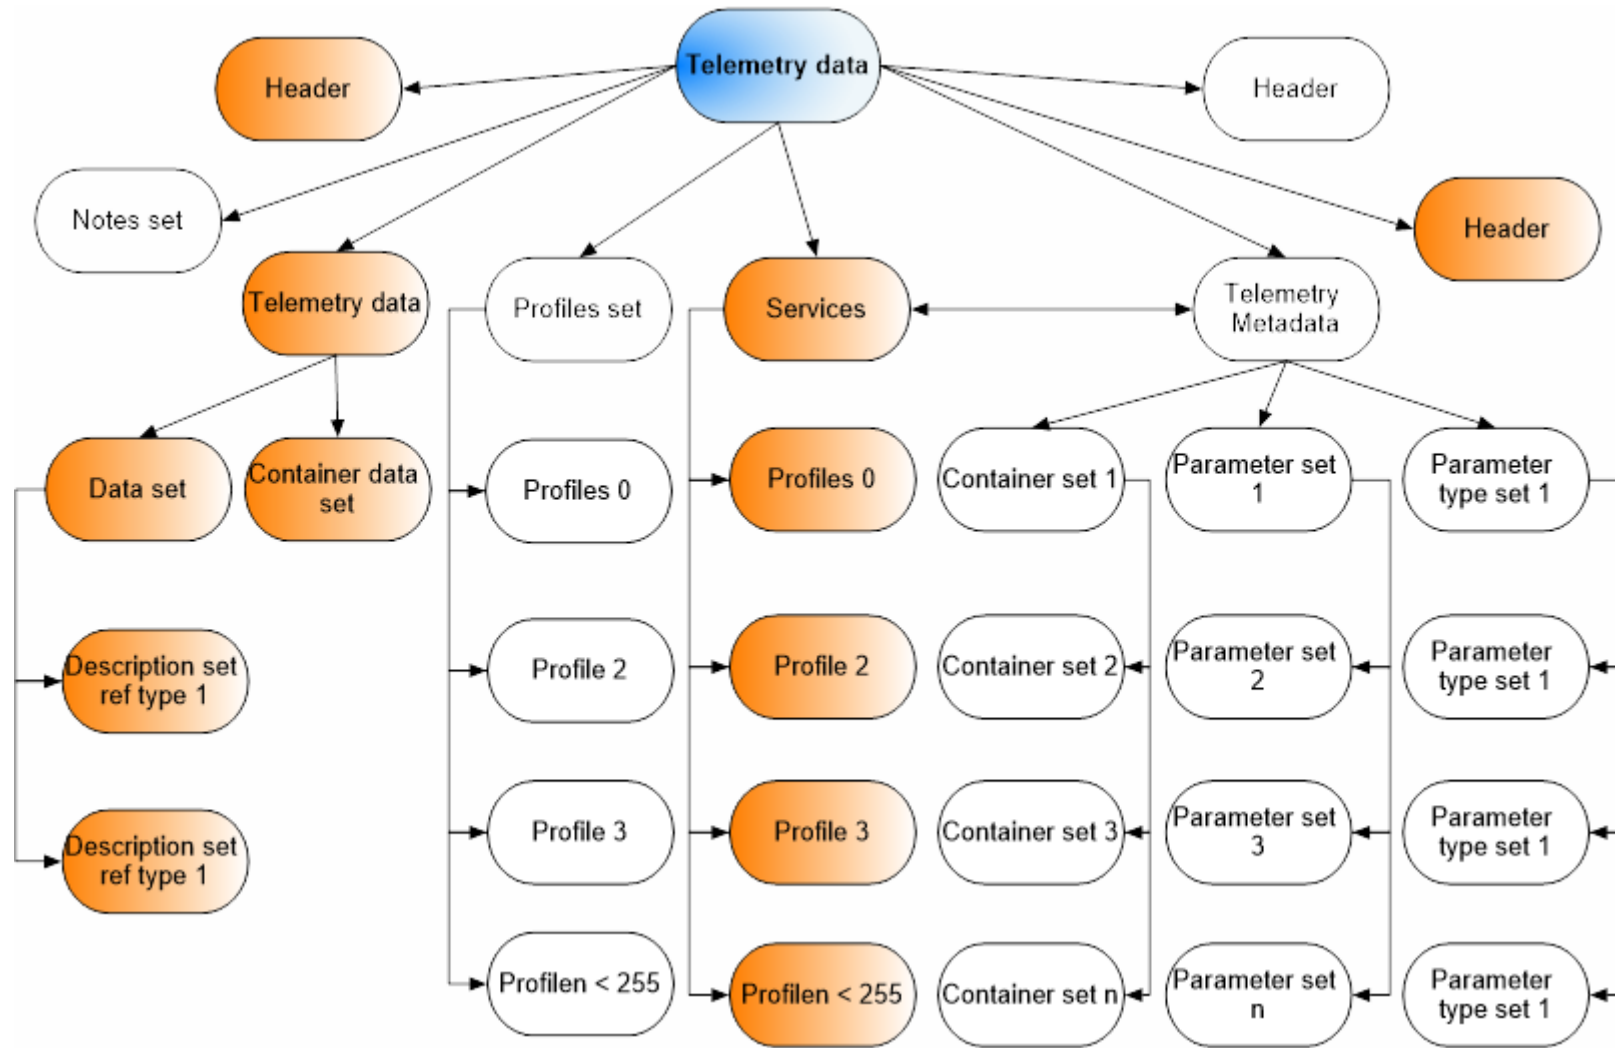 Telemetry data
Header
Header
Notes set
Header
Telemetry data
Profiles set
Services
Telemetry
Metadata
Data set
Container data
set
Profiles 0
Profiles 0
Container set 1
Parameter set
1
Parameter
type set 1
Description set
ref type 1
Profile 2
Profile 2
Container set 2
Parameter set
2
Parameter
type set 1
Description set
ref type 1
Profile 3
Profile 3
Container set 3
Parameter set
3
Parameter
type set 1
Profilen < 255
Profilen < 255
Container set n
Parameter set
n
Parameter
type set 1